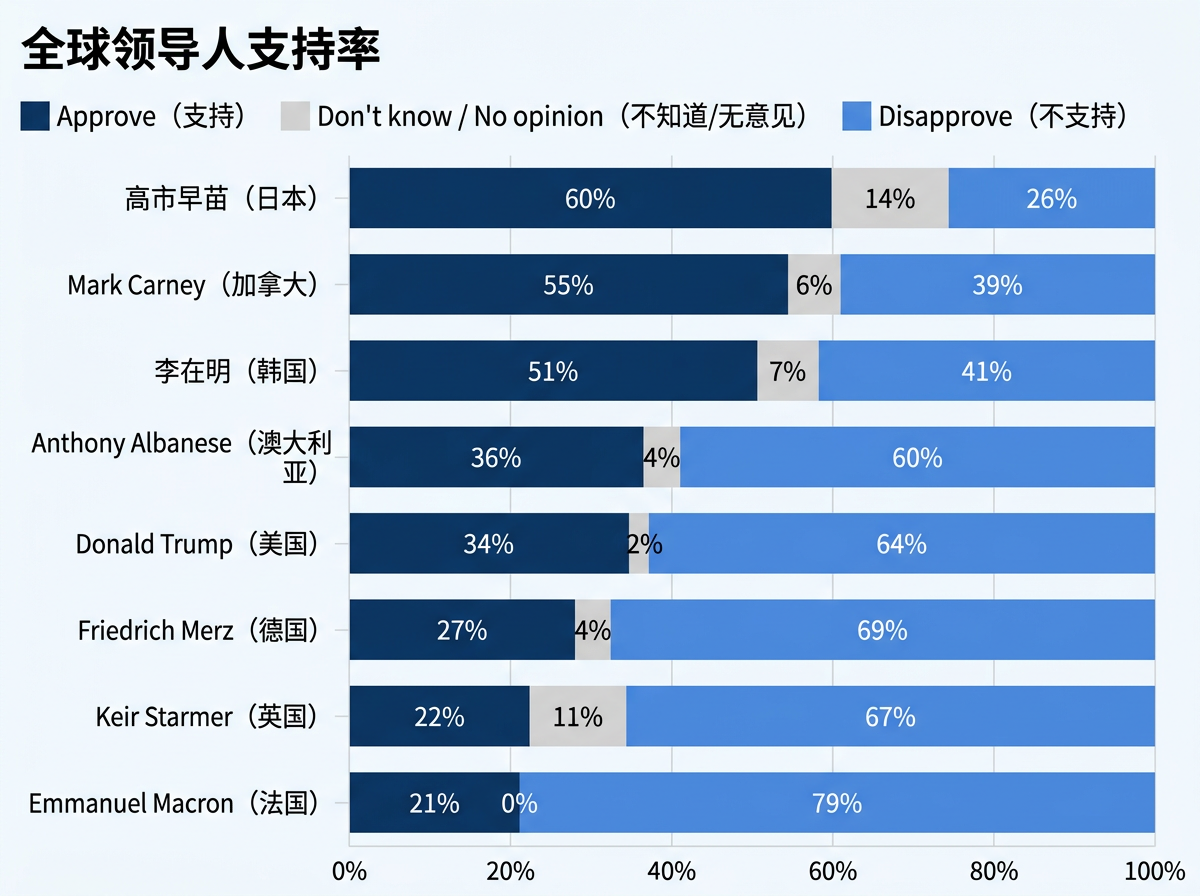 全球领导人支持率
Approve（支持） Don't know / No opinion（不知道/无意见） Disapprove（不支持）
高市早苗（日本） 60% 14% 26%
Mark Carney（加拿大） 55% 6% 39%
李在明（韩国） 51% 7% 41%
Anthony Albanese（澳大利
亚） 36% 4% 60%
Donald Trump（美国） 34% 2% 64%
Friedrich Merz（德国） 27% 4% 69%
Keir Starmer（英国） 22% 11% 67%
Emmanuel Macron（法国） 21% 0% 79%
0% 20% 40% 60% 80% 100%